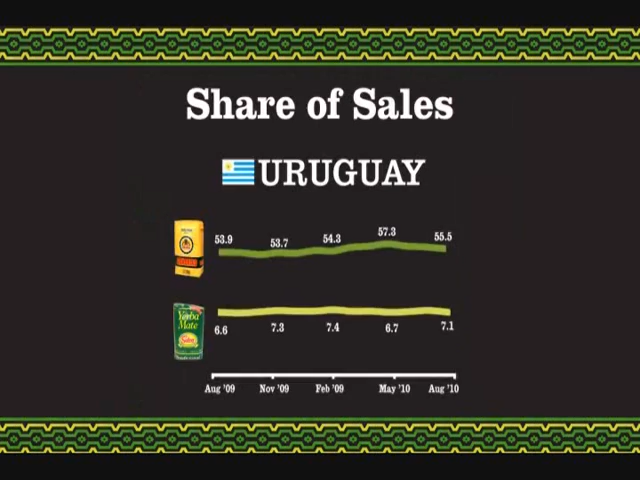 Share of Sales
URUGUAY
53.9
53.7
54.3
57.3
55.5
Yerba
Mate
6.6
7.3
7.4
6.7
7.1
Aug '09
Nov '09
Feb '09
May '10
Aug '10